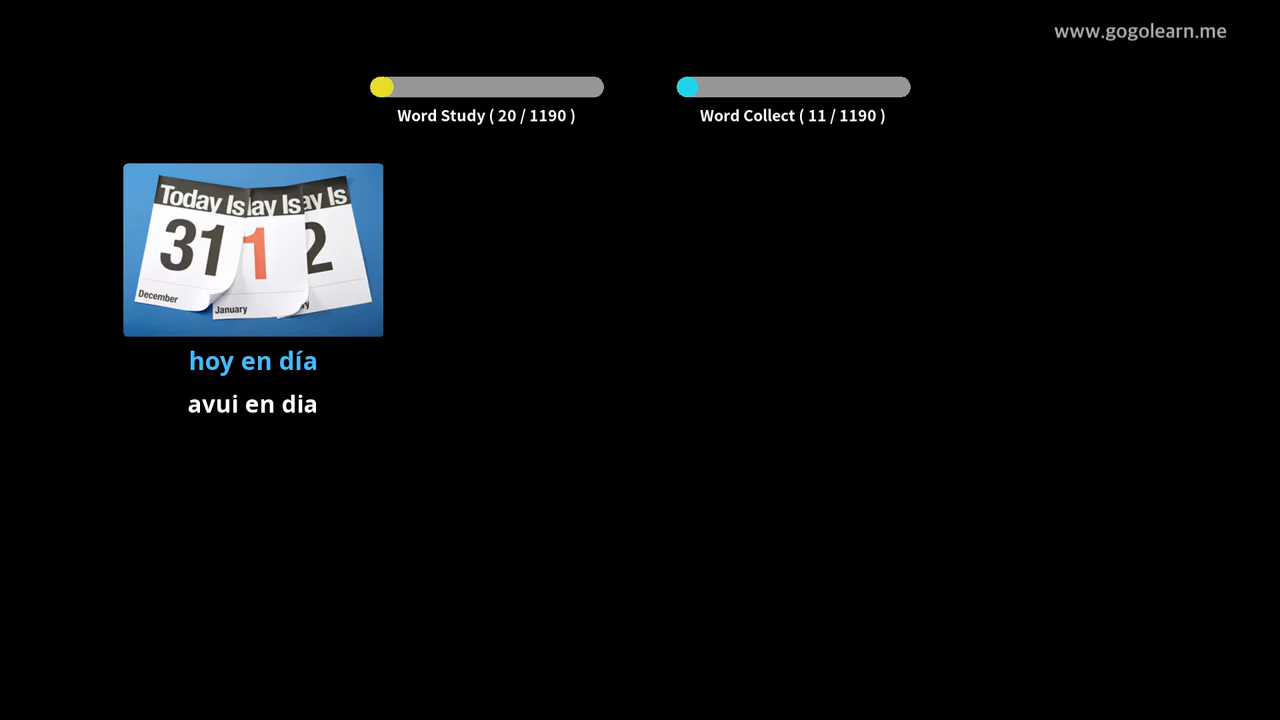 www.gogolearn.me
Word Study ( 20 / 1190 )
Word Collect ( 11 / 1190 )
Today Is ay Is ay Is
31 1 2
December
January
hoy en día
avui en dia